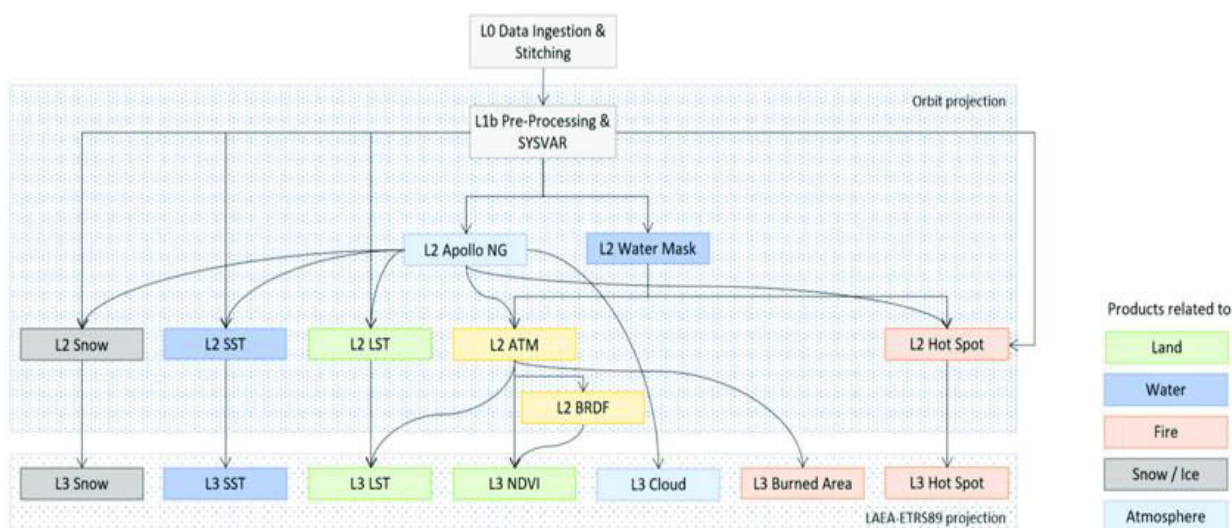 L0 Data Ingestion &
Stitching
Orbit projection
L1b Pre-Processing &
SYSVAR
L2 Apollo NG
L2 Water Mask
L2 Snow
L2 SST
L2 LST
L2 ATM
L2 Hot Spot
L2 BRDF
L3 Snow
L3 SST
L3 LST
L3 NDVI
L3 Cloud
L3 Burned Area
L3 Hot Spot
LAEA-ETRS89 projection
Products related to
Land
Water
Fire
Snow / Ice
Atmosphere